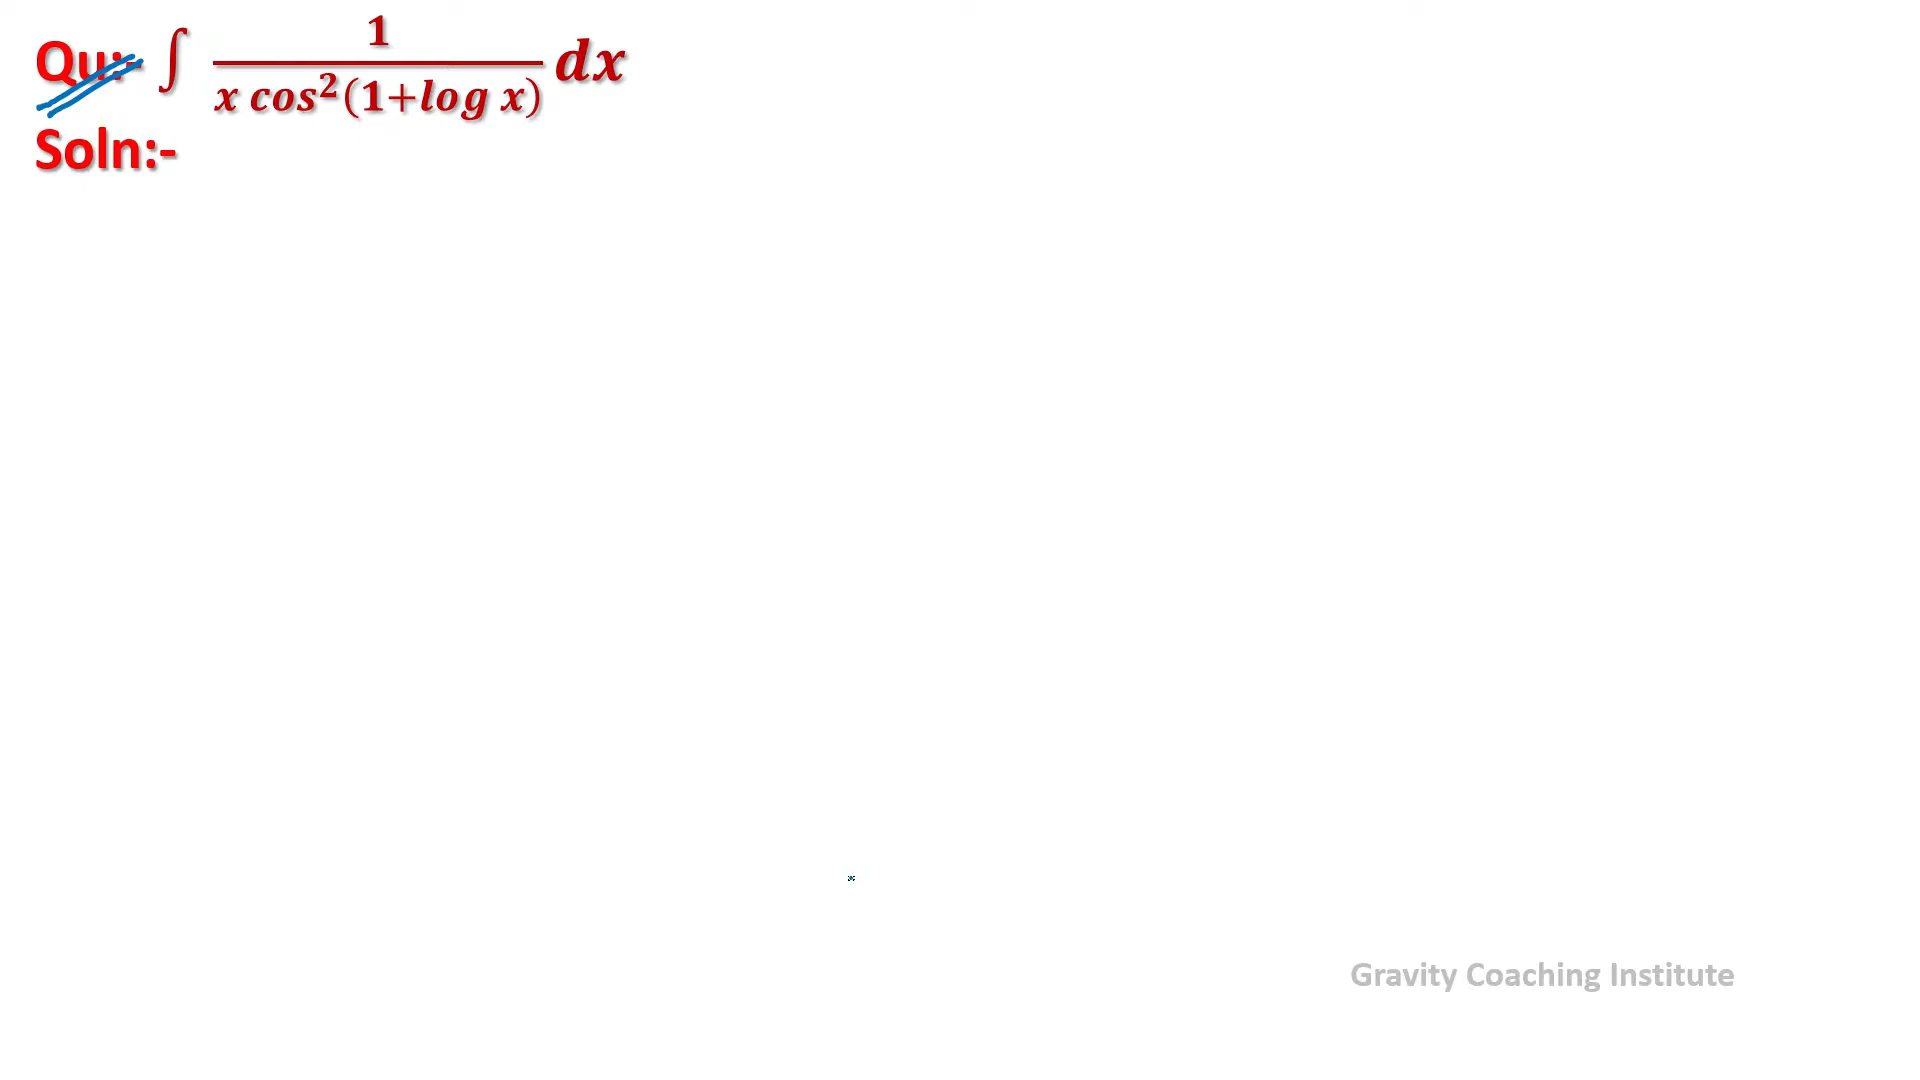 Qu:- ∫ 1/(x cos²(1+log x)) dx
Soln:-
Gravity Coaching Institute